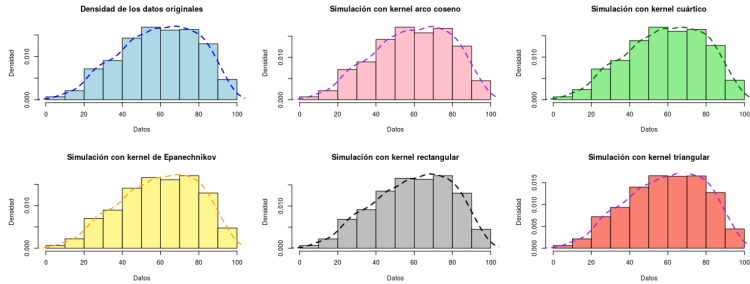 Densidad de los datos originales
Densidad
0.000
0.010
0 20 40 60 80 100
Datos
Simulación con kernel arco coseno
Densidad
0.000
0.010
0 20 40 60 80 100
Datos
Simulación con kernel cuártico
Densidad
0.000
0.010
0 20 40 60 80 100
Datos
Simulación con kernel de Epanechnikov
Densidad
0.000
0.010
0 20 40 60 80 100
Datos
Simulación con kernel rectangular
Densidad
0.000
0.010
0 20 40 60 80 100
Datos
Simulación con kernel triangular
Densidad
0.000
0.005
0.010
0.015
0 20 40 60 80 100
Datos